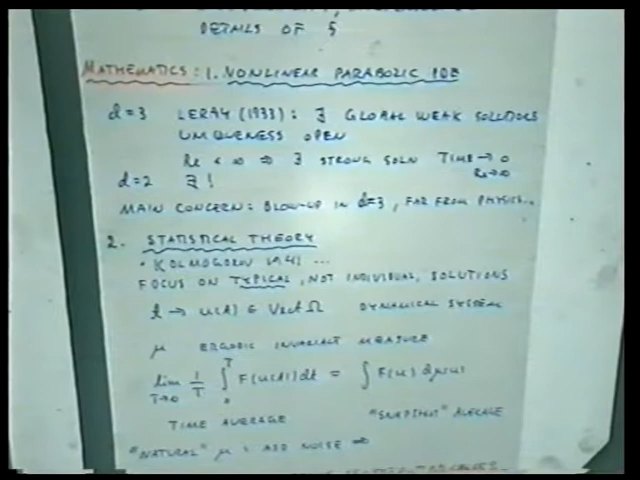 DETAILS OF f
MATHEMATICS: 1. NONLINEAR PARABOLIC PDE
d=3 LERAY (1933): ∃ GLOBAL WEAK SOLUTIONS
UNIQUENESS OPEN
Re < ∞ ⇒ ∃ STRONG SOLN TIME → 0
Re→∞
d=2 ∃!
MAIN CONCERN: BLOW-UP IN d=3, FAR FROM PHYSICS...
2. STATISTICAL THEORY
• KOLMOGOROV 1941 ...
FOCUS ON TYPICAL, NOT INDIVIDUAL, SOLUTIONS
t → u(t) ∈ Vect Ω DYNAMICAL SYSTEM
μ ERGODIC INVARIANT MEASURE
lim T→∞ 1/T ∫₀ᵀ F(u(t))dt = ∫ F(u) dμ(u)
TIME AVERAGE "SNAPSHOT" AVERAGE
"NATURAL" μ : ADD NOISE ⇒